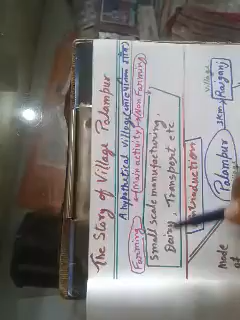 The Story of Village Palampur
A hypothetical village
Farming → (Main activity) → Non Farming
Small scale manufacturing,
Dairy, Transport etc
Introduction
village
Palampur 3km Raiganj
Mode